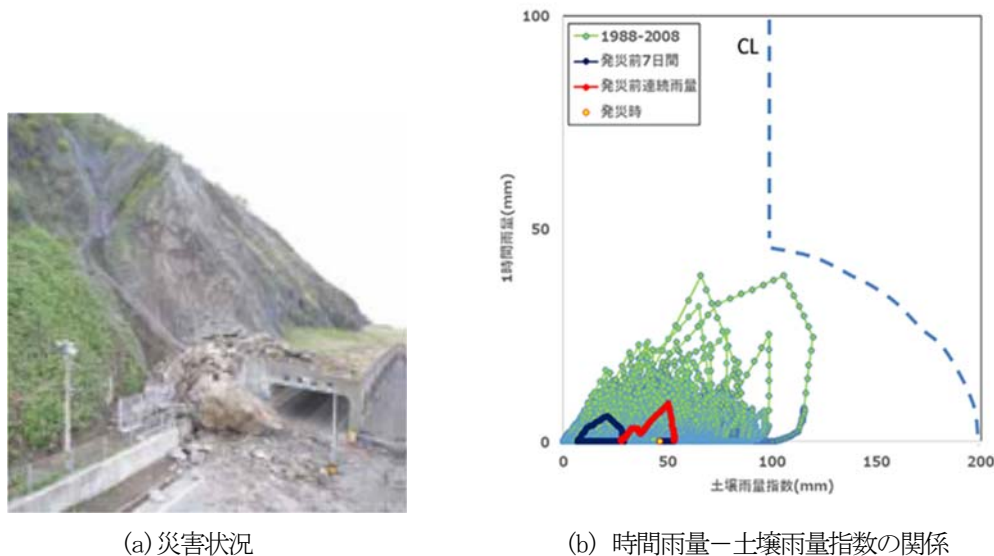 100
CL
1988-2008
発災前7日間
発災前連続雨量
発災時
1時間雨量(mm)
50
0
0
50
100
150
200
土壌雨量指数(mm)
(a)災害状況
(b) 時間雨量－土壌雨量指数の関係